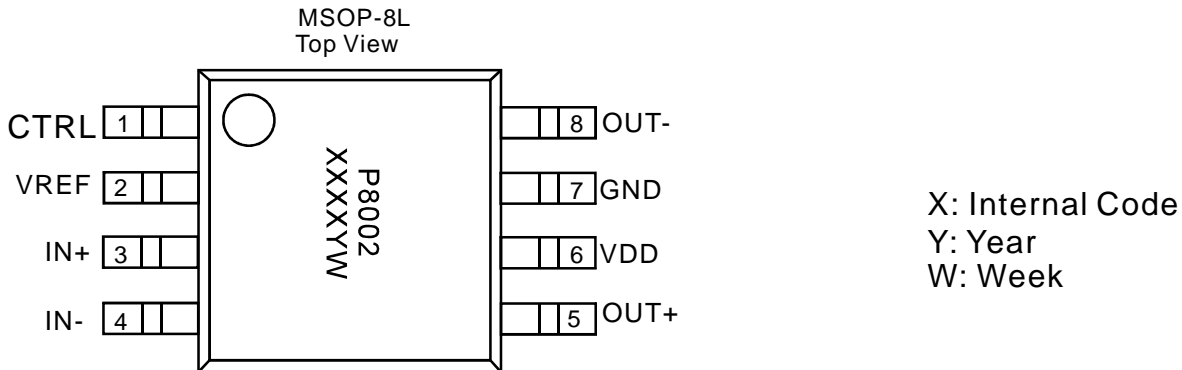 MSOP-8L
Top View
CTRL 1
8 OUT-
VREF 2
7 GND
IN+ 3
6 VDD
IN- 4
5 OUT+
P8002
XXXXYW
X: Internal Code
Y: Year
W: Week